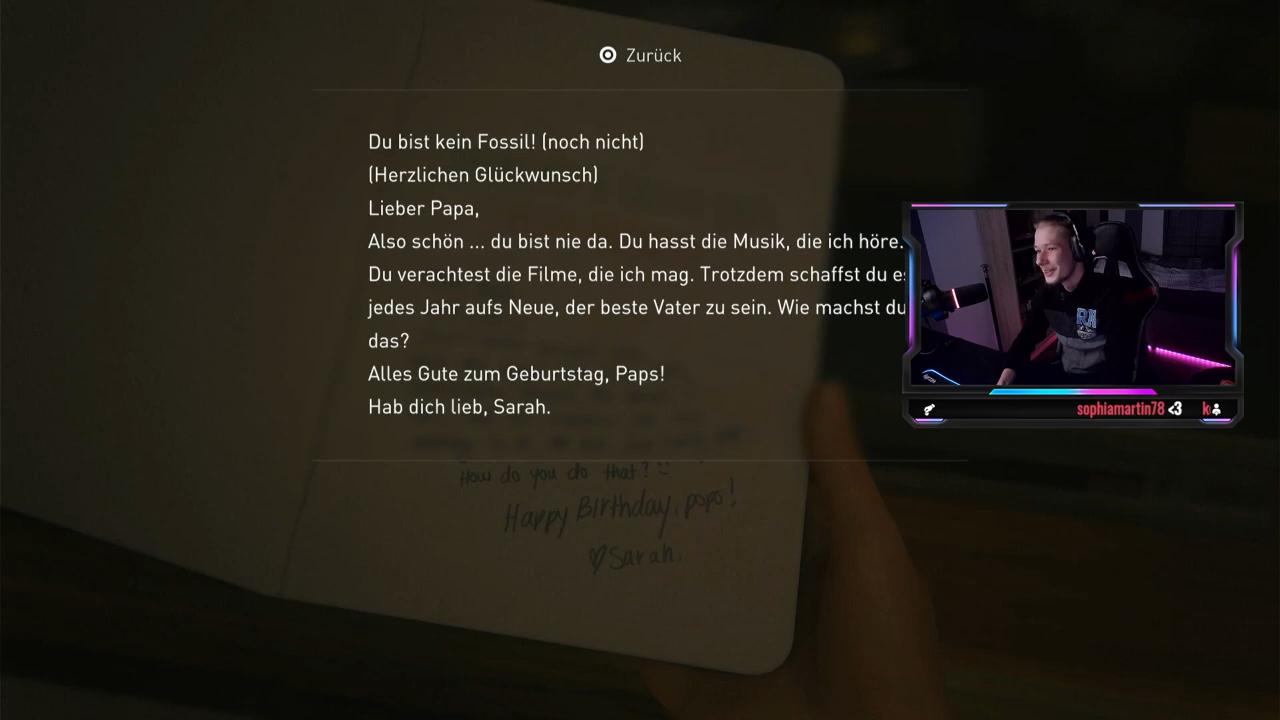 Zurück
Du bist kein Fossil! (noch nicht)
(Herzlichen Glückwunsch)
Lieber Papa,
Also schön ... du bist nie da. Du hasst die Musik, die ich höre.
Du verachtest die Filme, die ich mag. Trotzdem schaffst du
jedes Jahr aufs Neue, der beste Vater zu sein. Wie machst du
das?
Alles Gute zum Geburtstag, Paps!
Hab dich lieb, Sarah.
How do you do that?
Happy Birthday, papa!
Sarah.
RA
sophiamartin78 <3